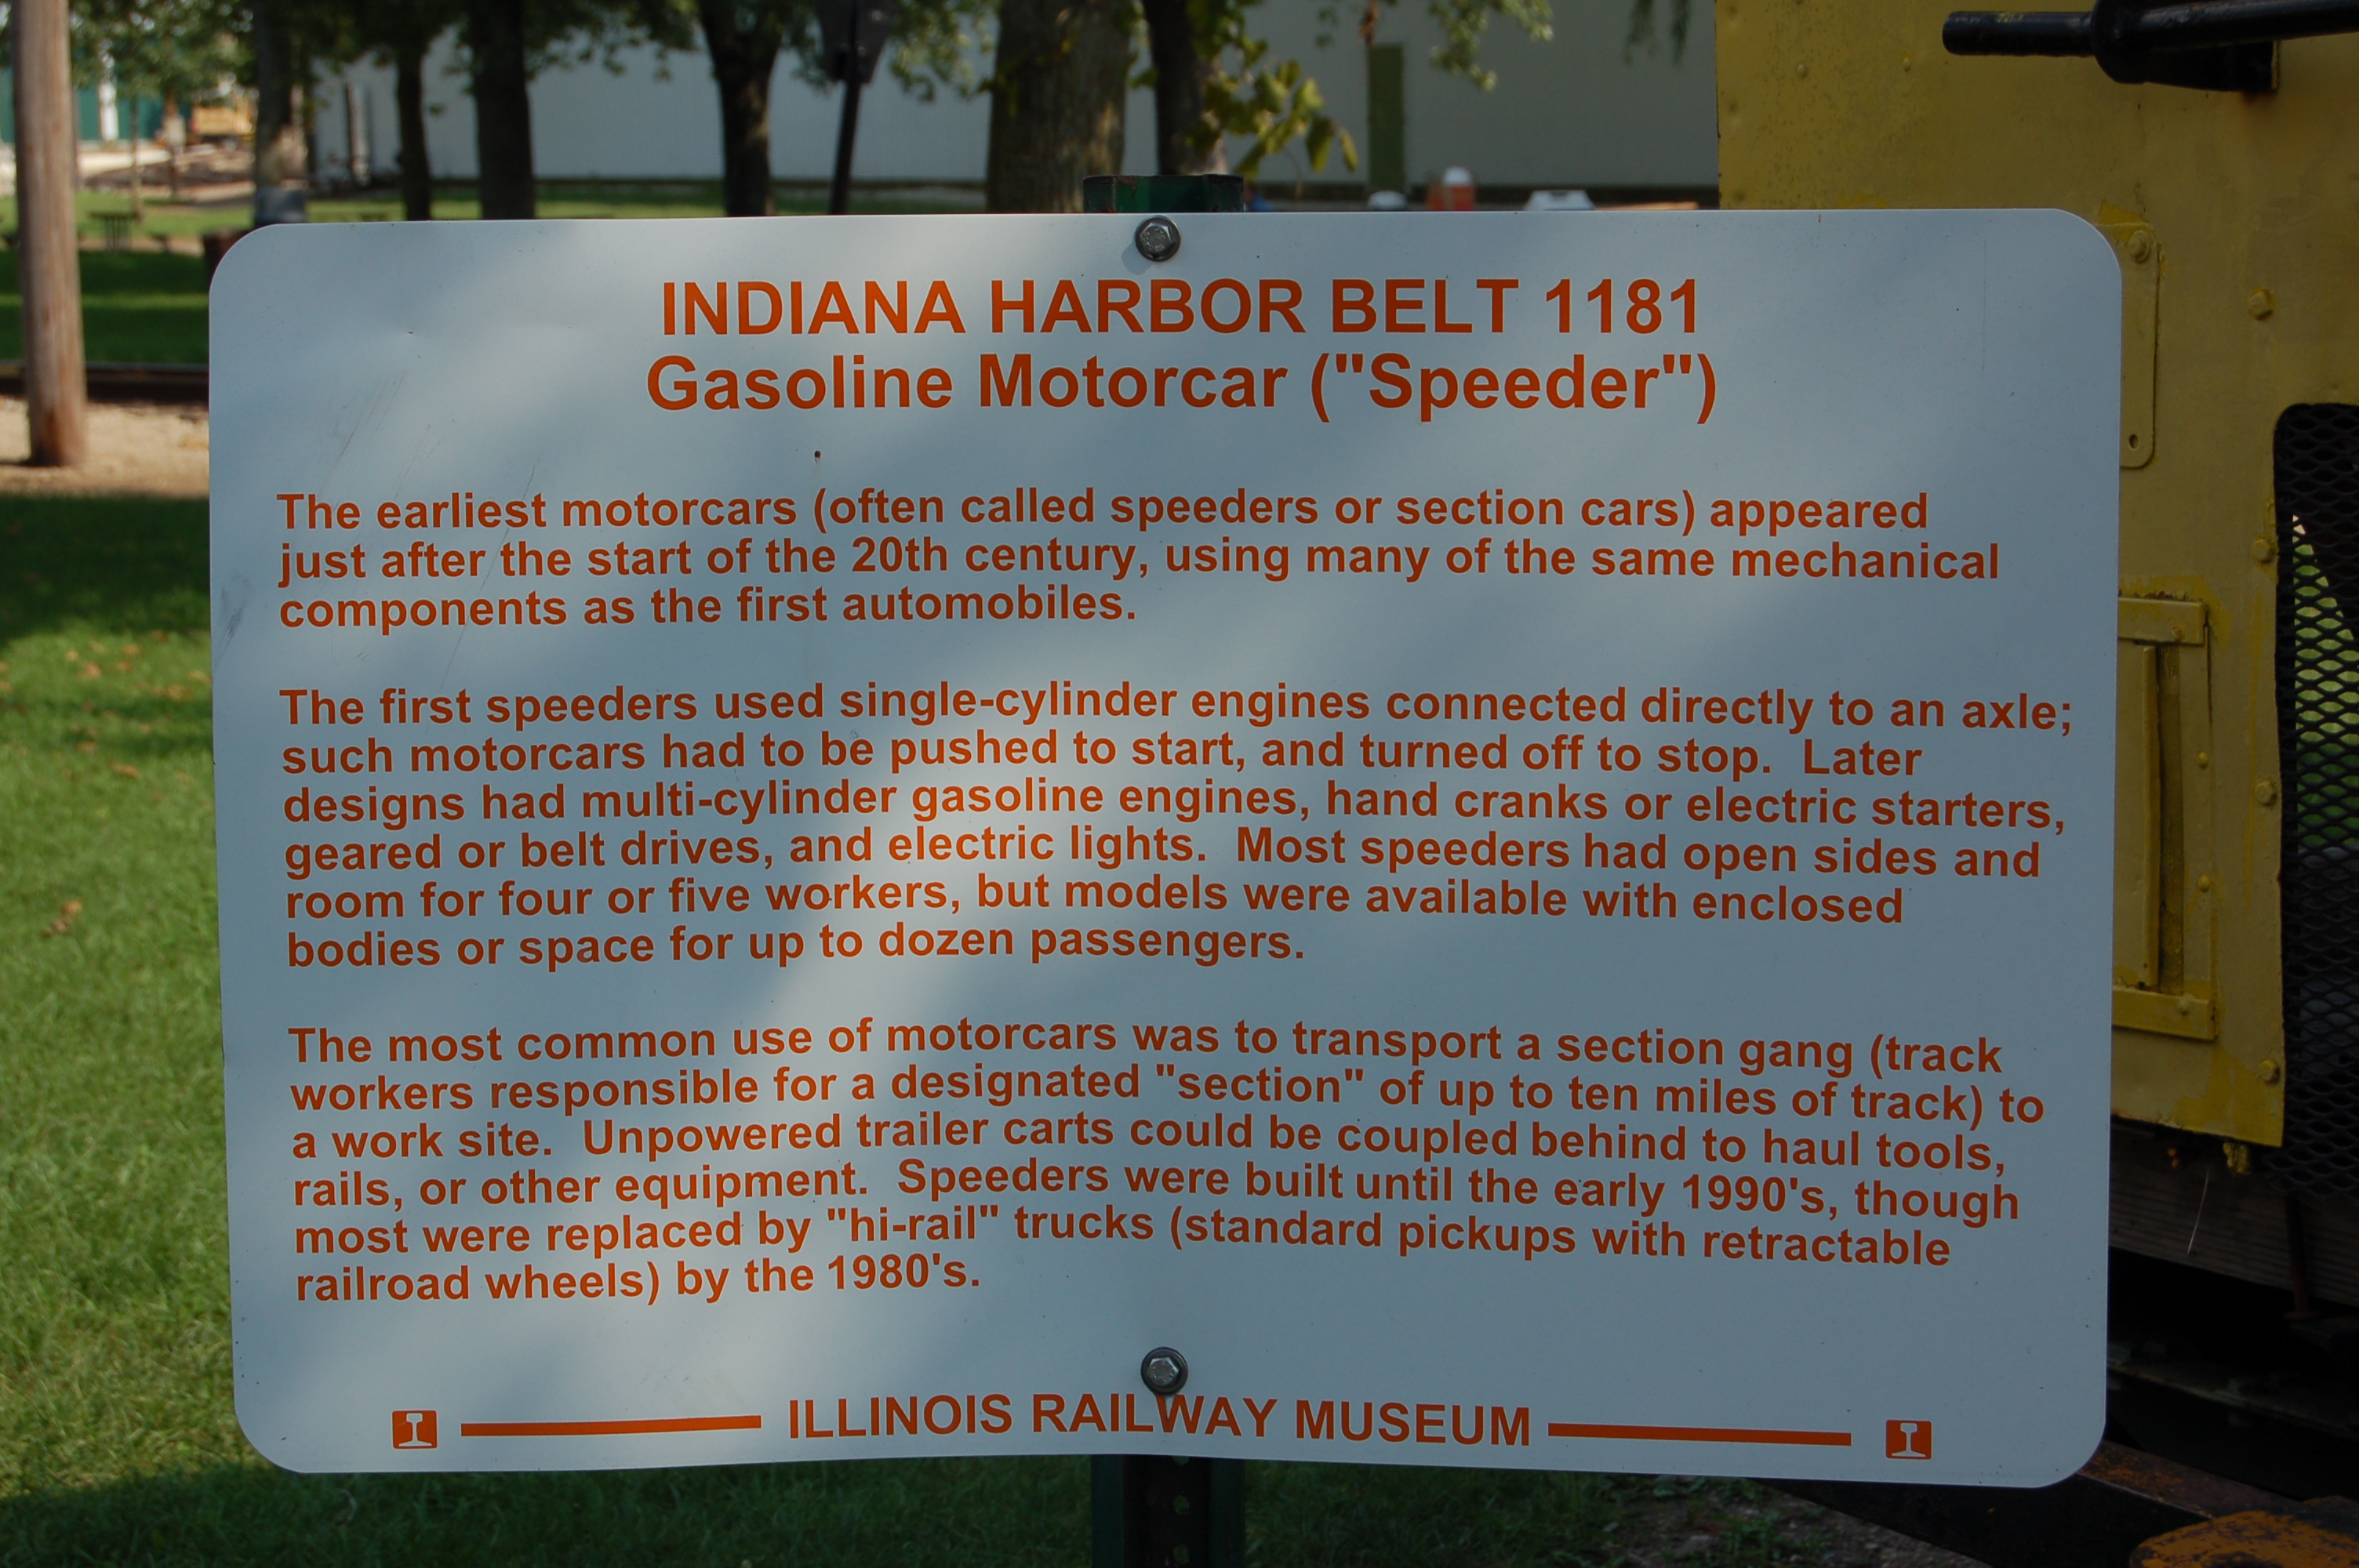 INDIANA HARBOR BELT 1181
Gasoline Motorcar ("Speeder")
The earliest motorcars (often called speeders or section cars) appeared
just after the start of the 20th century, using many of the same mechanical
components as the first automobiles.
The first speeders used single-cylinder engines connected directly to an axle;
such motorcars had to be pushed to start, and turned off to stop.  Later
designs had multi-cylinder gasoline engines, hand cranks or electric starters,
geared or belt drives, and electric lights.  Most speeders had open sides and
room for four or five workers, but models were available with enclosed
bodies or space for up to dozen passengers.
The most common use of motorcars was to transport a section gang (track
workers responsible for a designated "section" of up to ten miles of track) to
a work site.  Unpowered trailer carts could be coupled behind to haul tools,
rails, or other equipment.  Speeders were built until the early 1990's, though
most were replaced by "hi-rail" trucks (standard pickups with retractable
railroad wheels) by the 1980's.
ILLINOIS RAILWAY MUSEUM